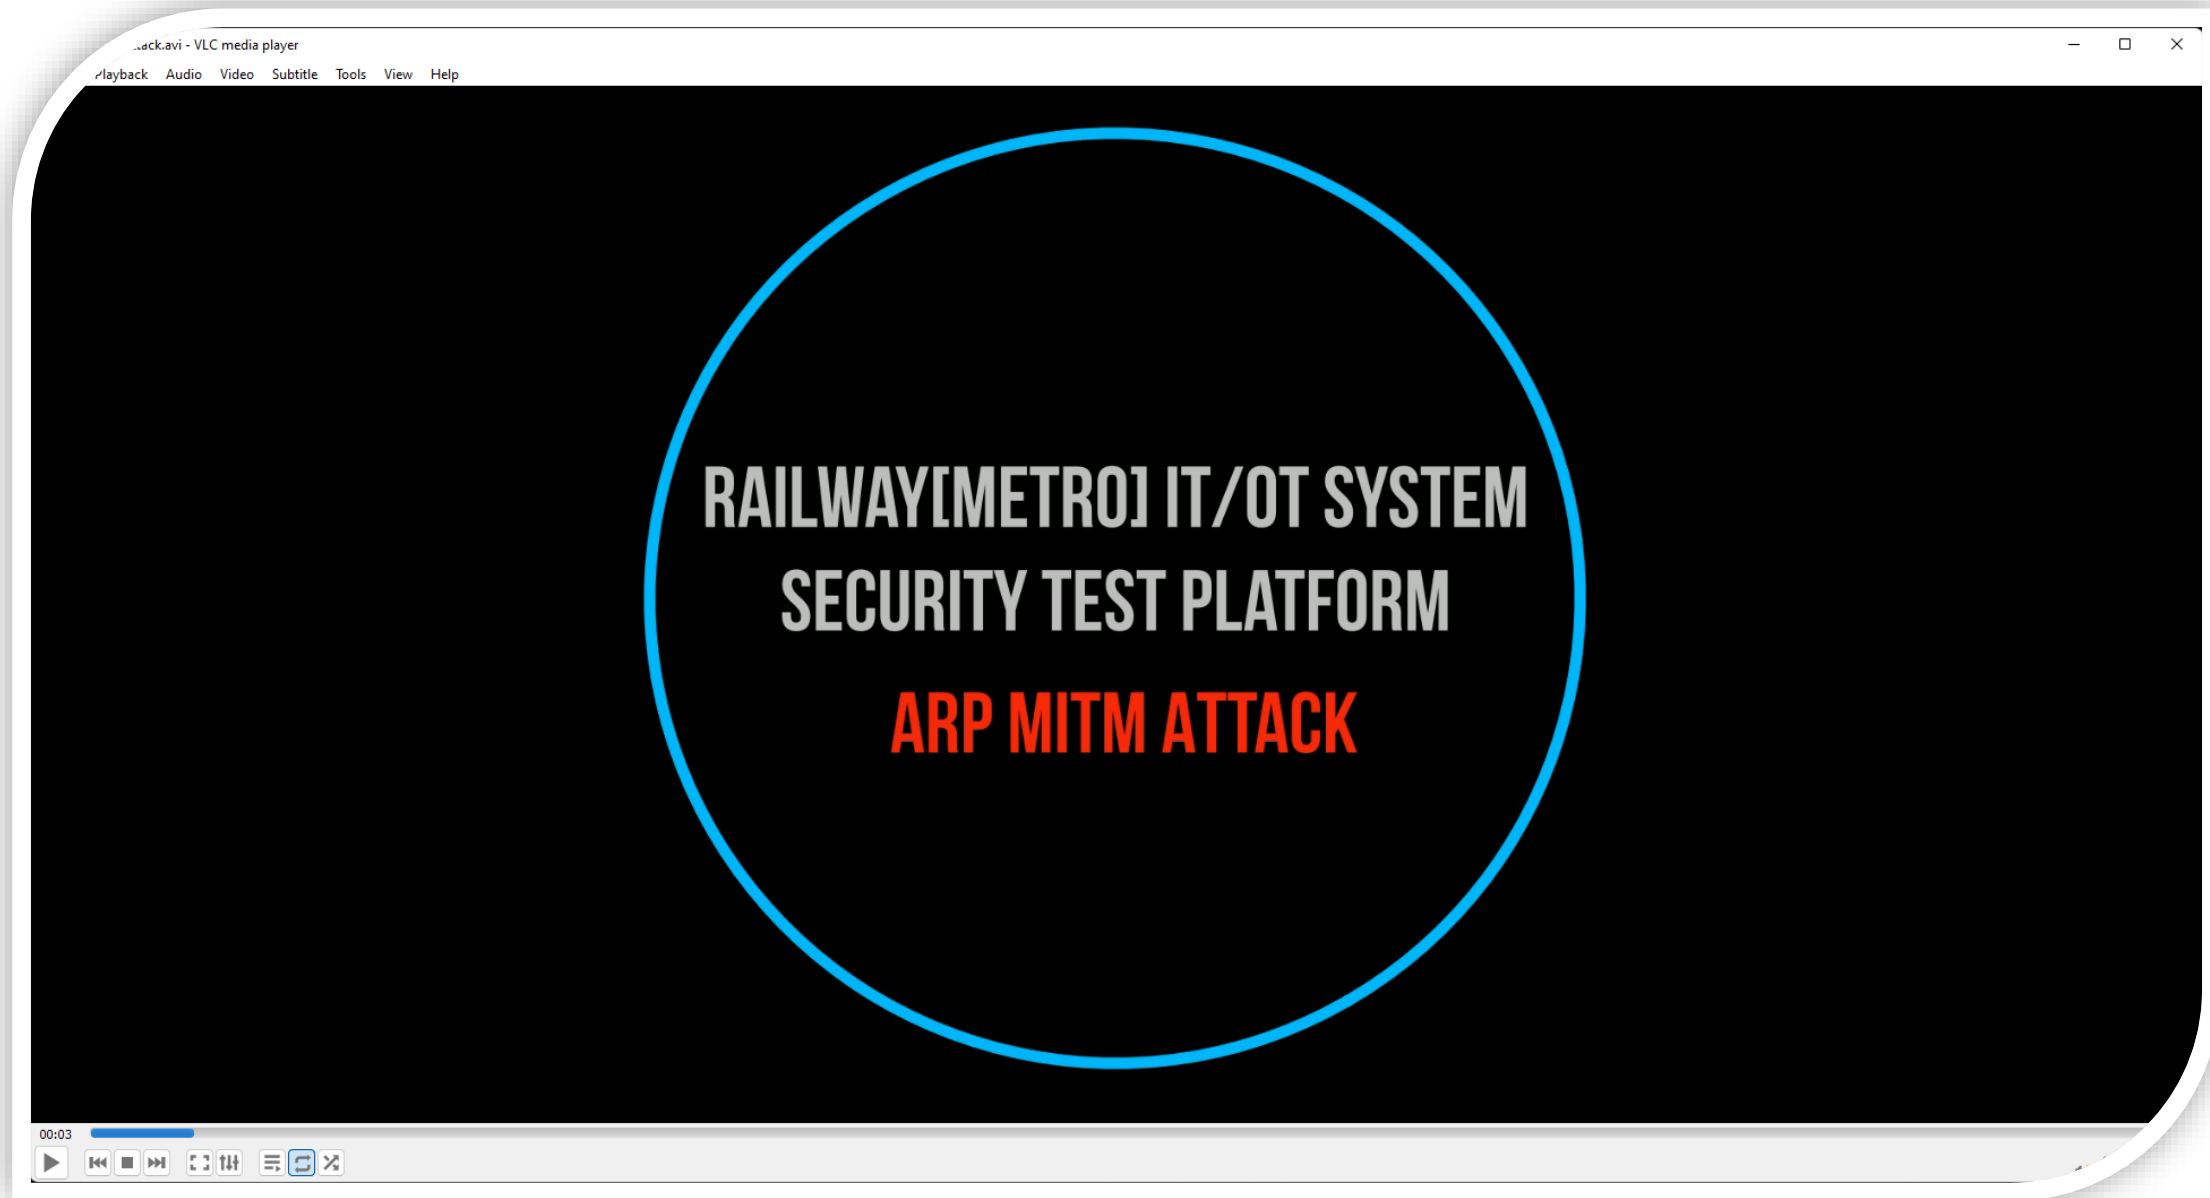 ack.avi - VLC media player
Playback Audio Video Subtitle Tools View Help
RAILWAY[METRO] IT/OT SYSTEM
SECURITY TEST PLATFORM
ARP MITM ATTACK
00:03